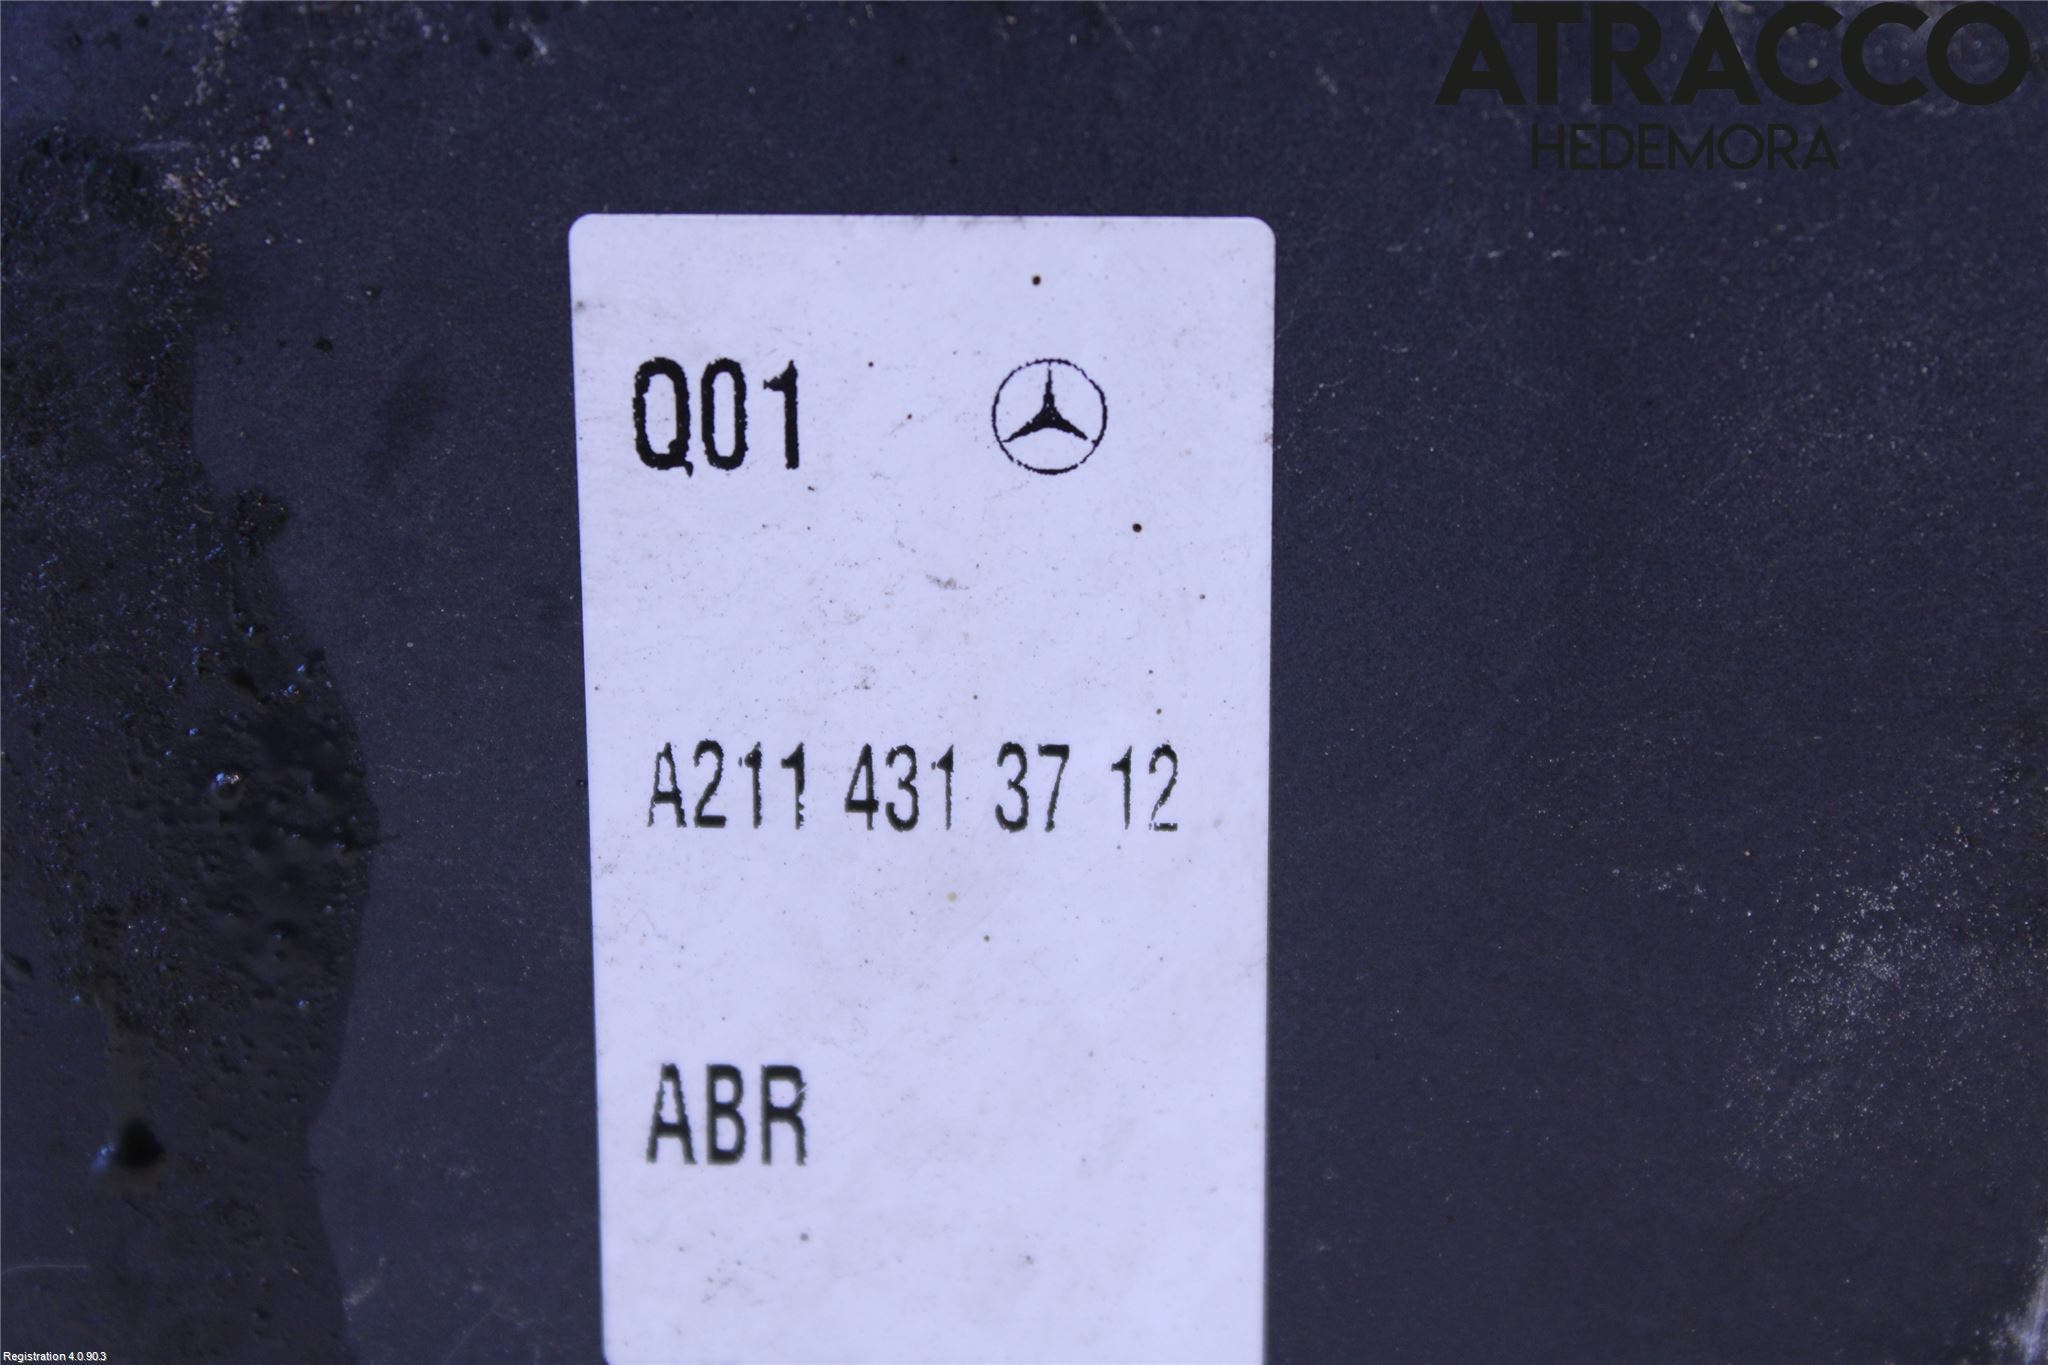 ATRACCO
HEDEMORA
Q01
A211 431 37 12
ABR
Registration 4.0.90.3